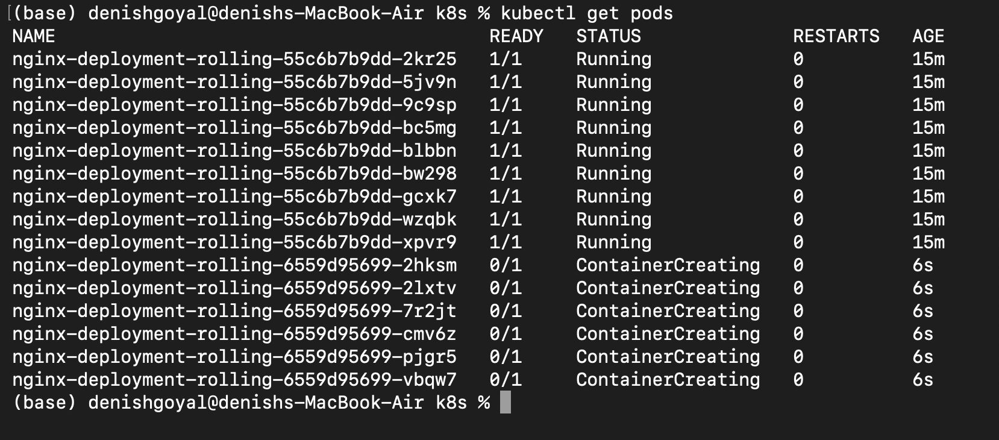 [(base) denishgoyal@denishs-MacBook-Air k8s % kubectl get pods
NAME READY STATUS RESTARTS AGE
nginx-deployment-rolling-55c6b7b9dd-2kr25 1/1 Running 0 15m
nginx-deployment-rolling-55c6b7b9dd-5jv9n 1/1 Running 0 15m
nginx-deployment-rolling-55c6b7b9dd-9c9sp 1/1 Running 0 15m
nginx-deployment-rolling-55c6b7b9dd-bc5mg 1/1 Running 0 15m
nginx-deployment-rolling-55c6b7b9dd-blbbn 1/1 Running 0 15m
nginx-deployment-rolling-55c6b7b9dd-bw298 1/1 Running 0 15m
nginx-deployment-rolling-55c6b7b9dd-gcxk7 1/1 Running 0 15m
nginx-deployment-rolling-55c6b7b9dd-wzqbk 1/1 Running 0 15m
nginx-deployment-rolling-55c6b7b9dd-xpvr9 1/1 Running 0 15m
nginx-deployment-rolling-6559d95699-2hksm 0/1 ContainerCreating 0 6s
nginx-deployment-rolling-6559d95699-2lxtv 0/1 ContainerCreating 0 6s
nginx-deployment-rolling-6559d95699-7r2jt 0/1 ContainerCreating 0 6s
nginx-deployment-rolling-6559d95699-cmv6z 0/1 ContainerCreating 0 6s
nginx-deployment-rolling-6559d95699-pjgr5 0/1 ContainerCreating 0 6s
nginx-deployment-rolling-6559d95699-vbqw7 0/1 ContainerCreating 0 6s
(base) denishgoyal@denishs-MacBook-Air k8s %